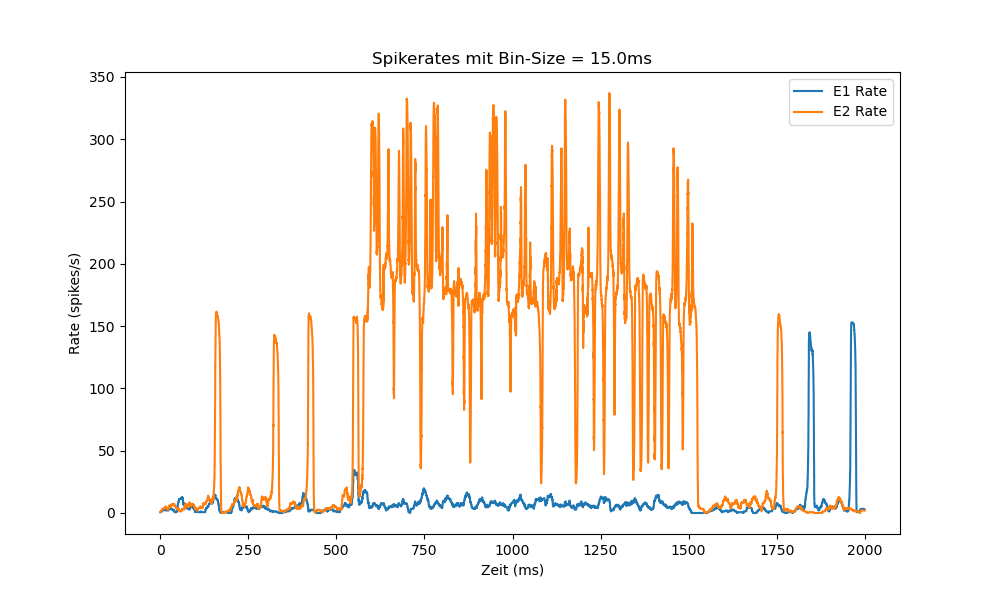 Spikerates mit Bin-Size = 15.0ms
E1 Rate
E2 Rate
Rate (spikes/s)
350
300
250
200
150
100
50
0
0 250 500 750 1000 1250 1500 1750 2000
Zeit (ms)